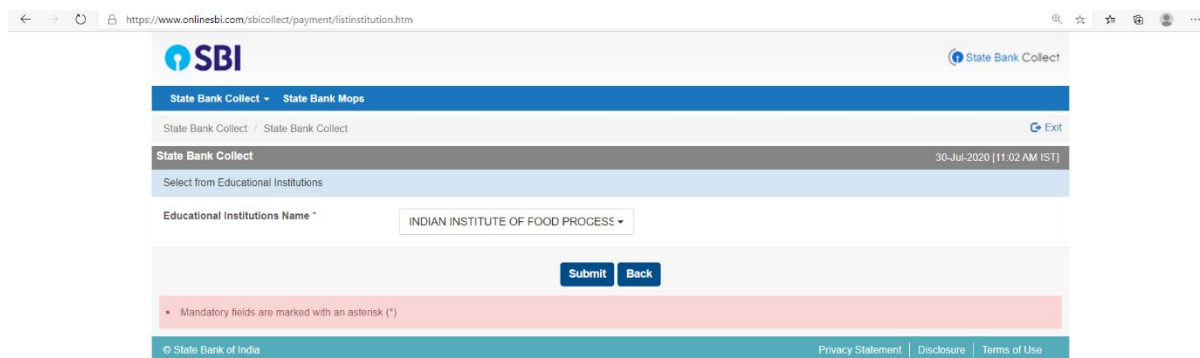 https://www.onlinesbi.com/sbicollect/payment/listinstitution.htm
SBI
State Bank Collect
State Bank Collect State Bank Mops
State Bank Collect / State Bank Collect Exit
State Bank Collect 30-Jul-2020 [11:02 AM IST]
Select from Educational Institutions
Educational Institutions Name * INDIAN INSTITUTE OF FOOD PROCESS
Submit Back
Mandatory fields are marked with an asterisk (*)
© State Bank of India Privacy Statement | Disclosure | Terms of Use